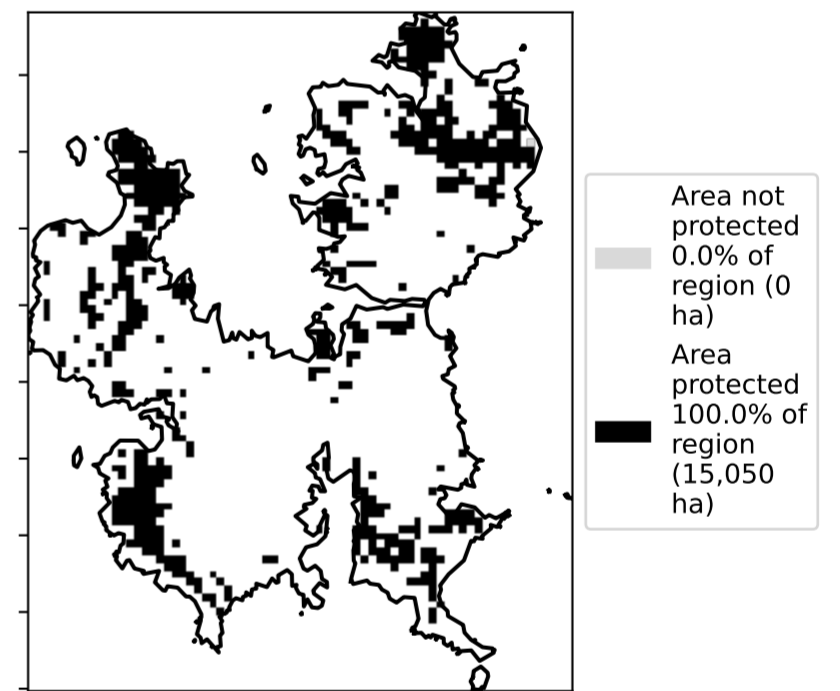 Area not
protected
0.0% of
region (0
ha)
Area
protected
100.0% of
region
(15,050
ha)